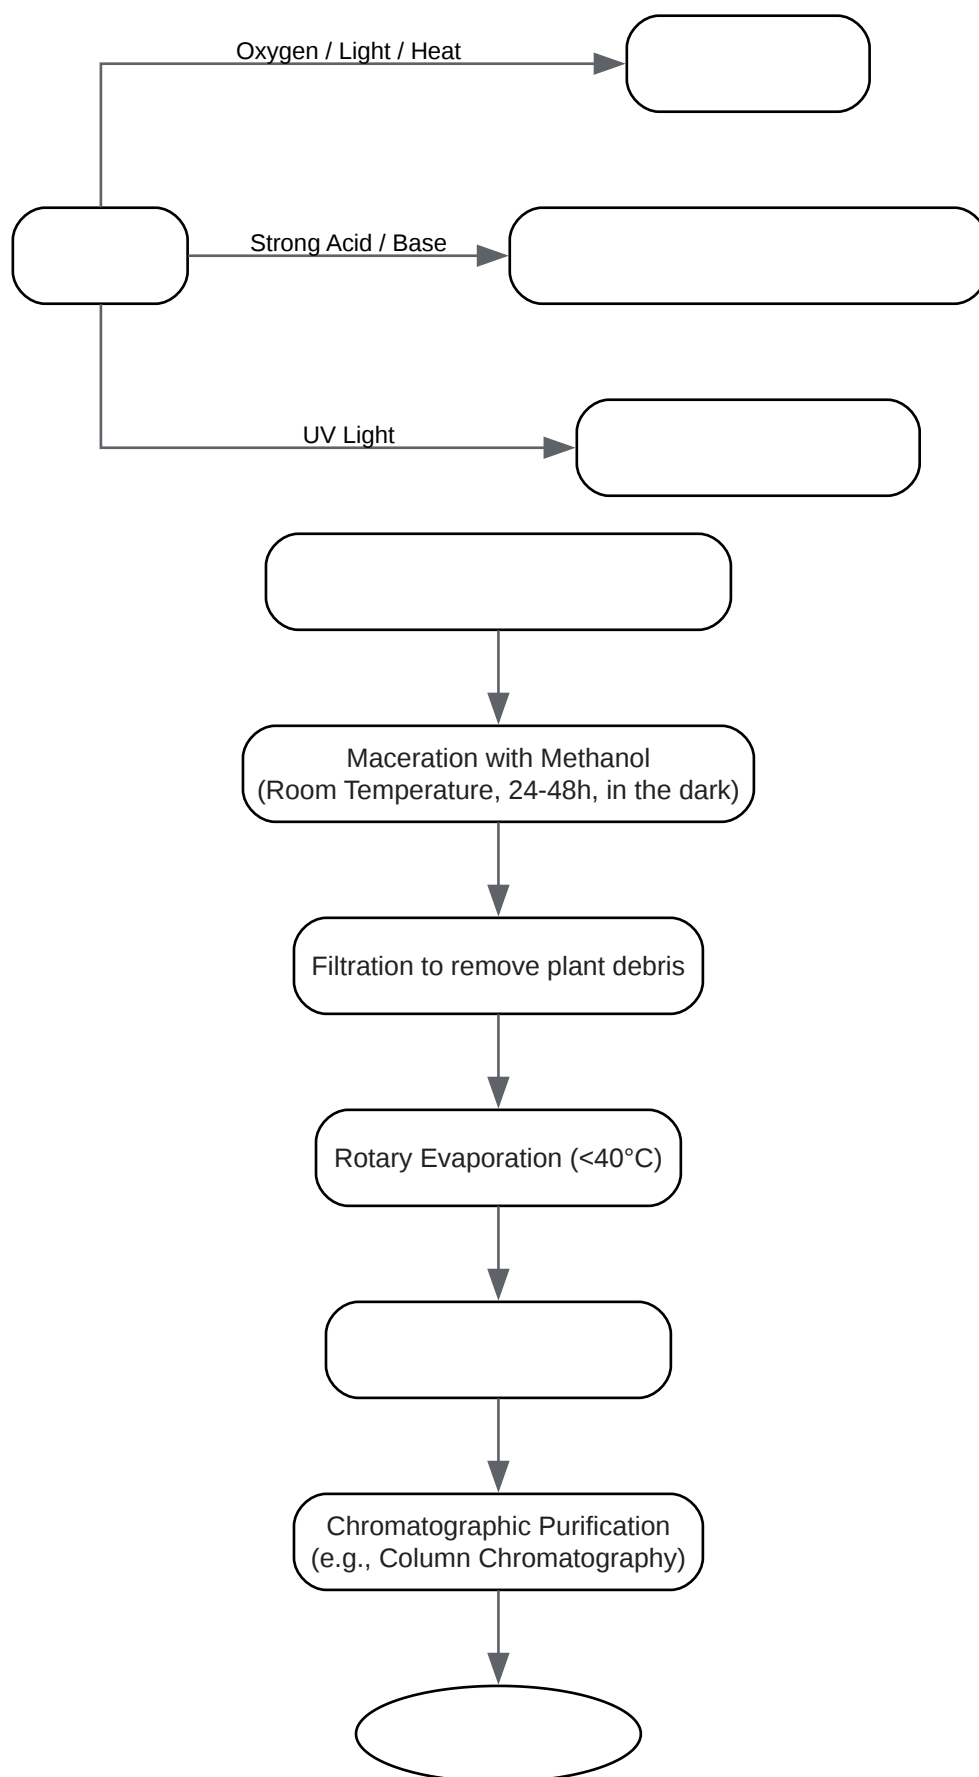 Oxygen / Light / Heat
Strong Acid / Base
UV Light
Maceration with Methanol
(Room Temperature, 24-48h, in the dark)
Filtration to remove plant debris
Rotary Evaporation (<40°C)
Chromatographic Purification
(e.g., Column Chromatography)